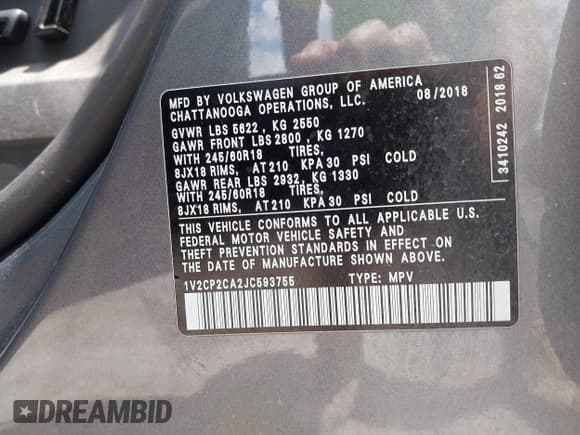 MFD BY VOLKSWAGEN GROUP OF AMERICA
CHATTANOOGA OPERATIONS, LLC. 08/2018
GVWR LBS 5622 , KG 2550
GAWR FRONT LBS 2800 , KG 1270
WITH 245/60R18 TIRES,
8JX18 RIMS, AT 210 KPA 30 PSI COLD
GAWR REAR LBS 2932, KG 1330
WITH 245/60R18 TIRES,
8JX18 RIMS, AT 210 KPA 30 PSI COLD
THIS VEHICLE CONFORMS TO ALL APPLICABLE U.S.
FEDERAL MOTOR VEHICLE SAFETY AND
THEFT PREVENTION STANDARDS IN EFFECT ON
THE DATE OF MANUFACTURE SHOWN ABOVE.
1V2CP2CA2JC593755 TYPE: MPV
3410242 2018 62
DREAMBID